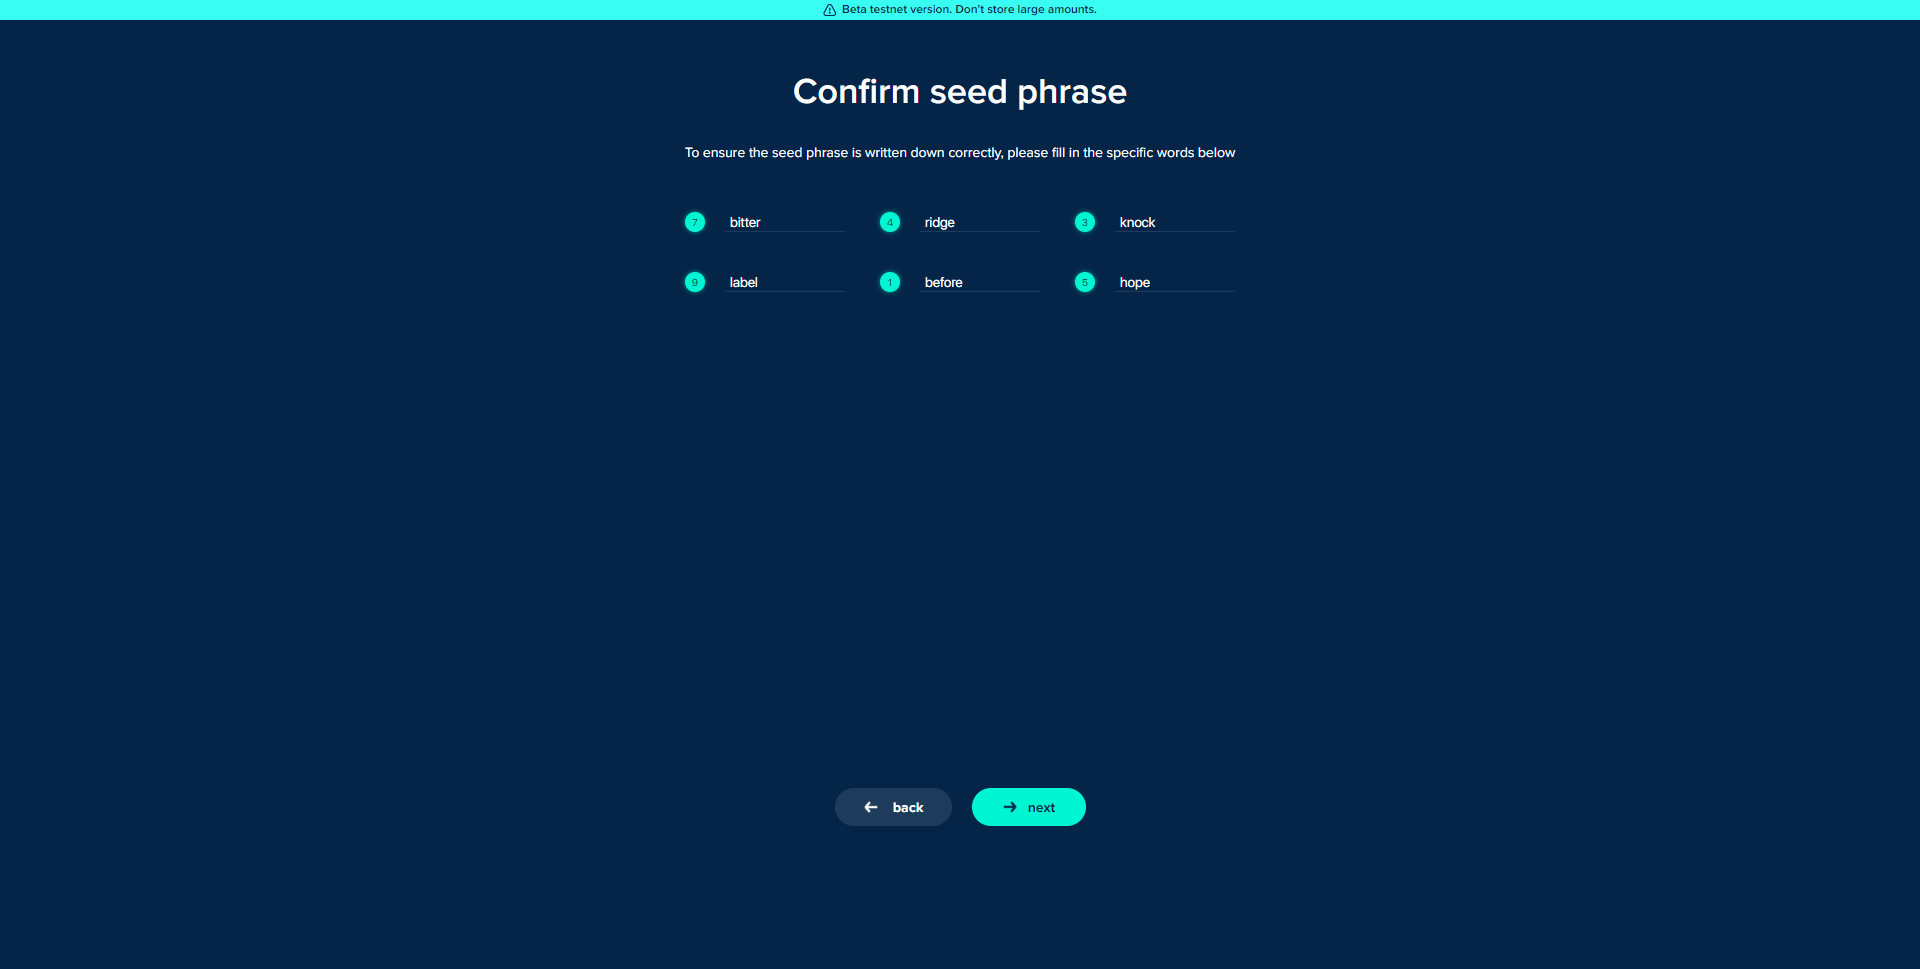 Beta testnet version. Don't store large amounts.
Confirm seed phrase
To ensure the seed phrase is written down correctly, please fill in the specific words below
7 bitter 4 ridge 3 knock
9 label 1 before 5 hope
back next